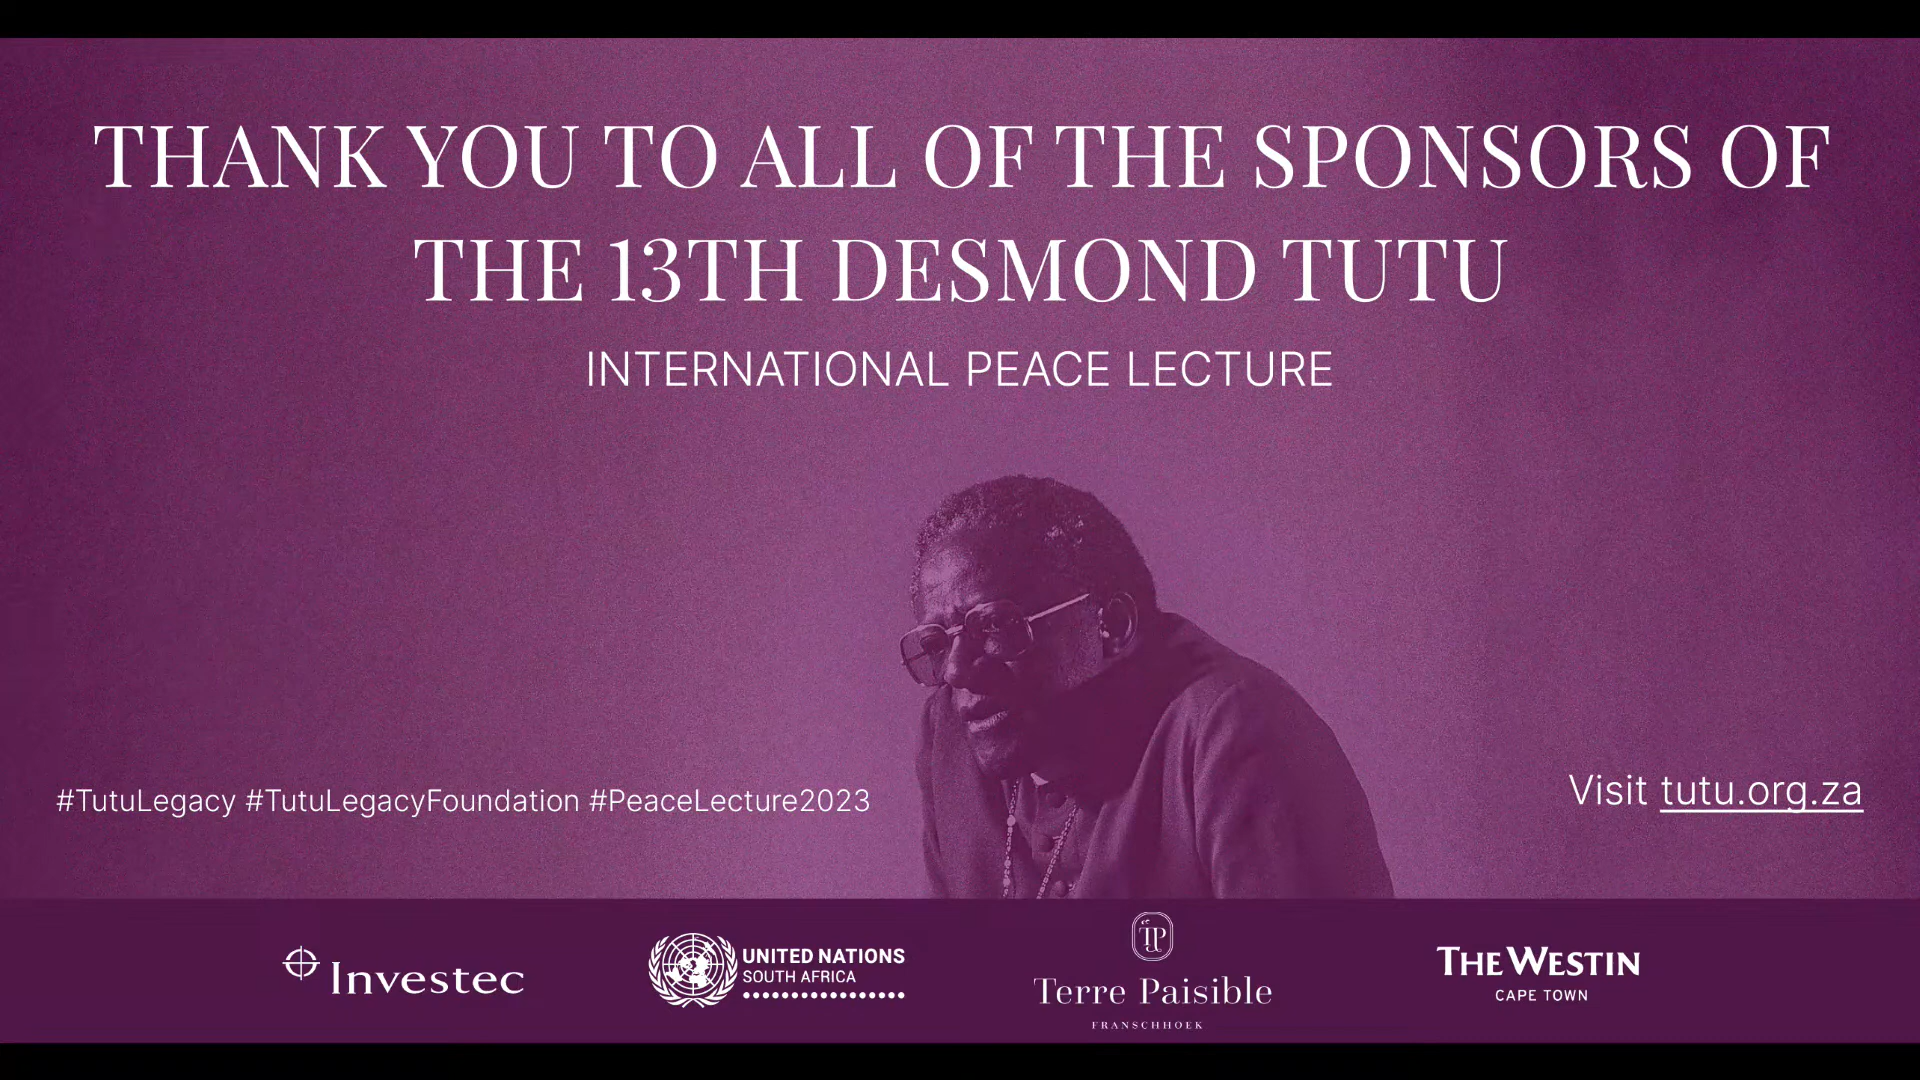 THANK YOU TO ALL OF THE SPONSORS OF
THE 13TH DESMOND TUTU
INTERNATIONAL PEACE LECTURE
#TutuLegacy #TutuLegacyFoundation #PeaceLecture2023
Visit tutu.org.za
Investec
UNITED NATIONS
SOUTH AFRICA
TP
Terre Paisible
FRANSCHHOEK
THE WESTIN
CAPE TOWN